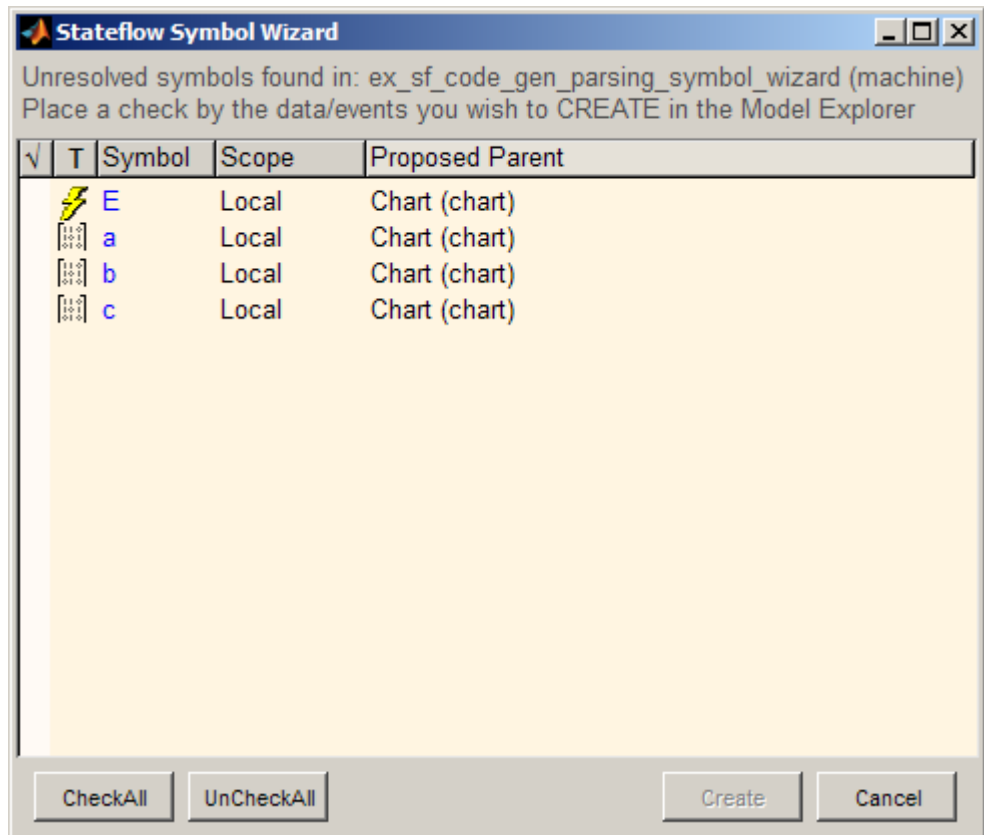 Stateflow Symbol Wizard
Unresolved symbols found in: ex_sf_code_gen_parsing_symbol_wizard (machine)
Place a check by the data/events you wish to CREATE in the Model Explorer
√ T Symbol Scope Proposed Parent
E Local Chart (chart)
a Local Chart (chart)
b Local Chart (chart)
c Local Chart (chart)
CheckAll UnCheckAll Create Cancel